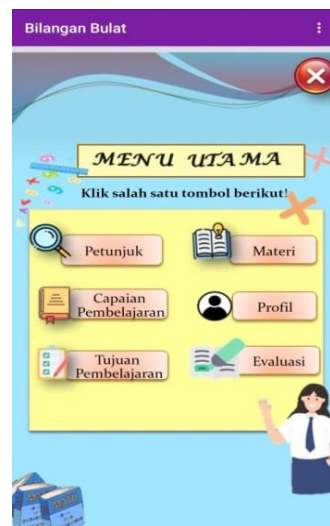 Bilangan Bulat
MENU UTAMA
Klik salah satu tombol berikut!
Petunjuk
Materi
Capaian
Pembelajaran
Profil
Tujuan
Pembelajaran
Evaluasi